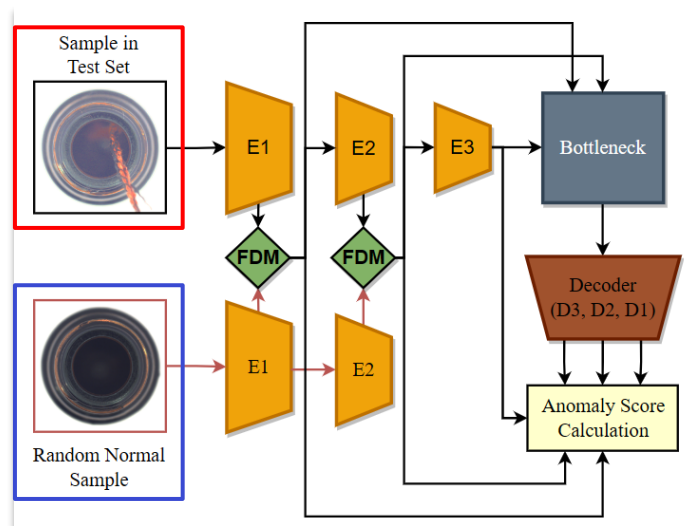 Sample in
Test Set
E1
E2
E3
Bottleneck
FDM
FDM
Decoder
(D3, D2, D1)
E1
E2
Anomaly Score
Calculation
Random Normal
Sample